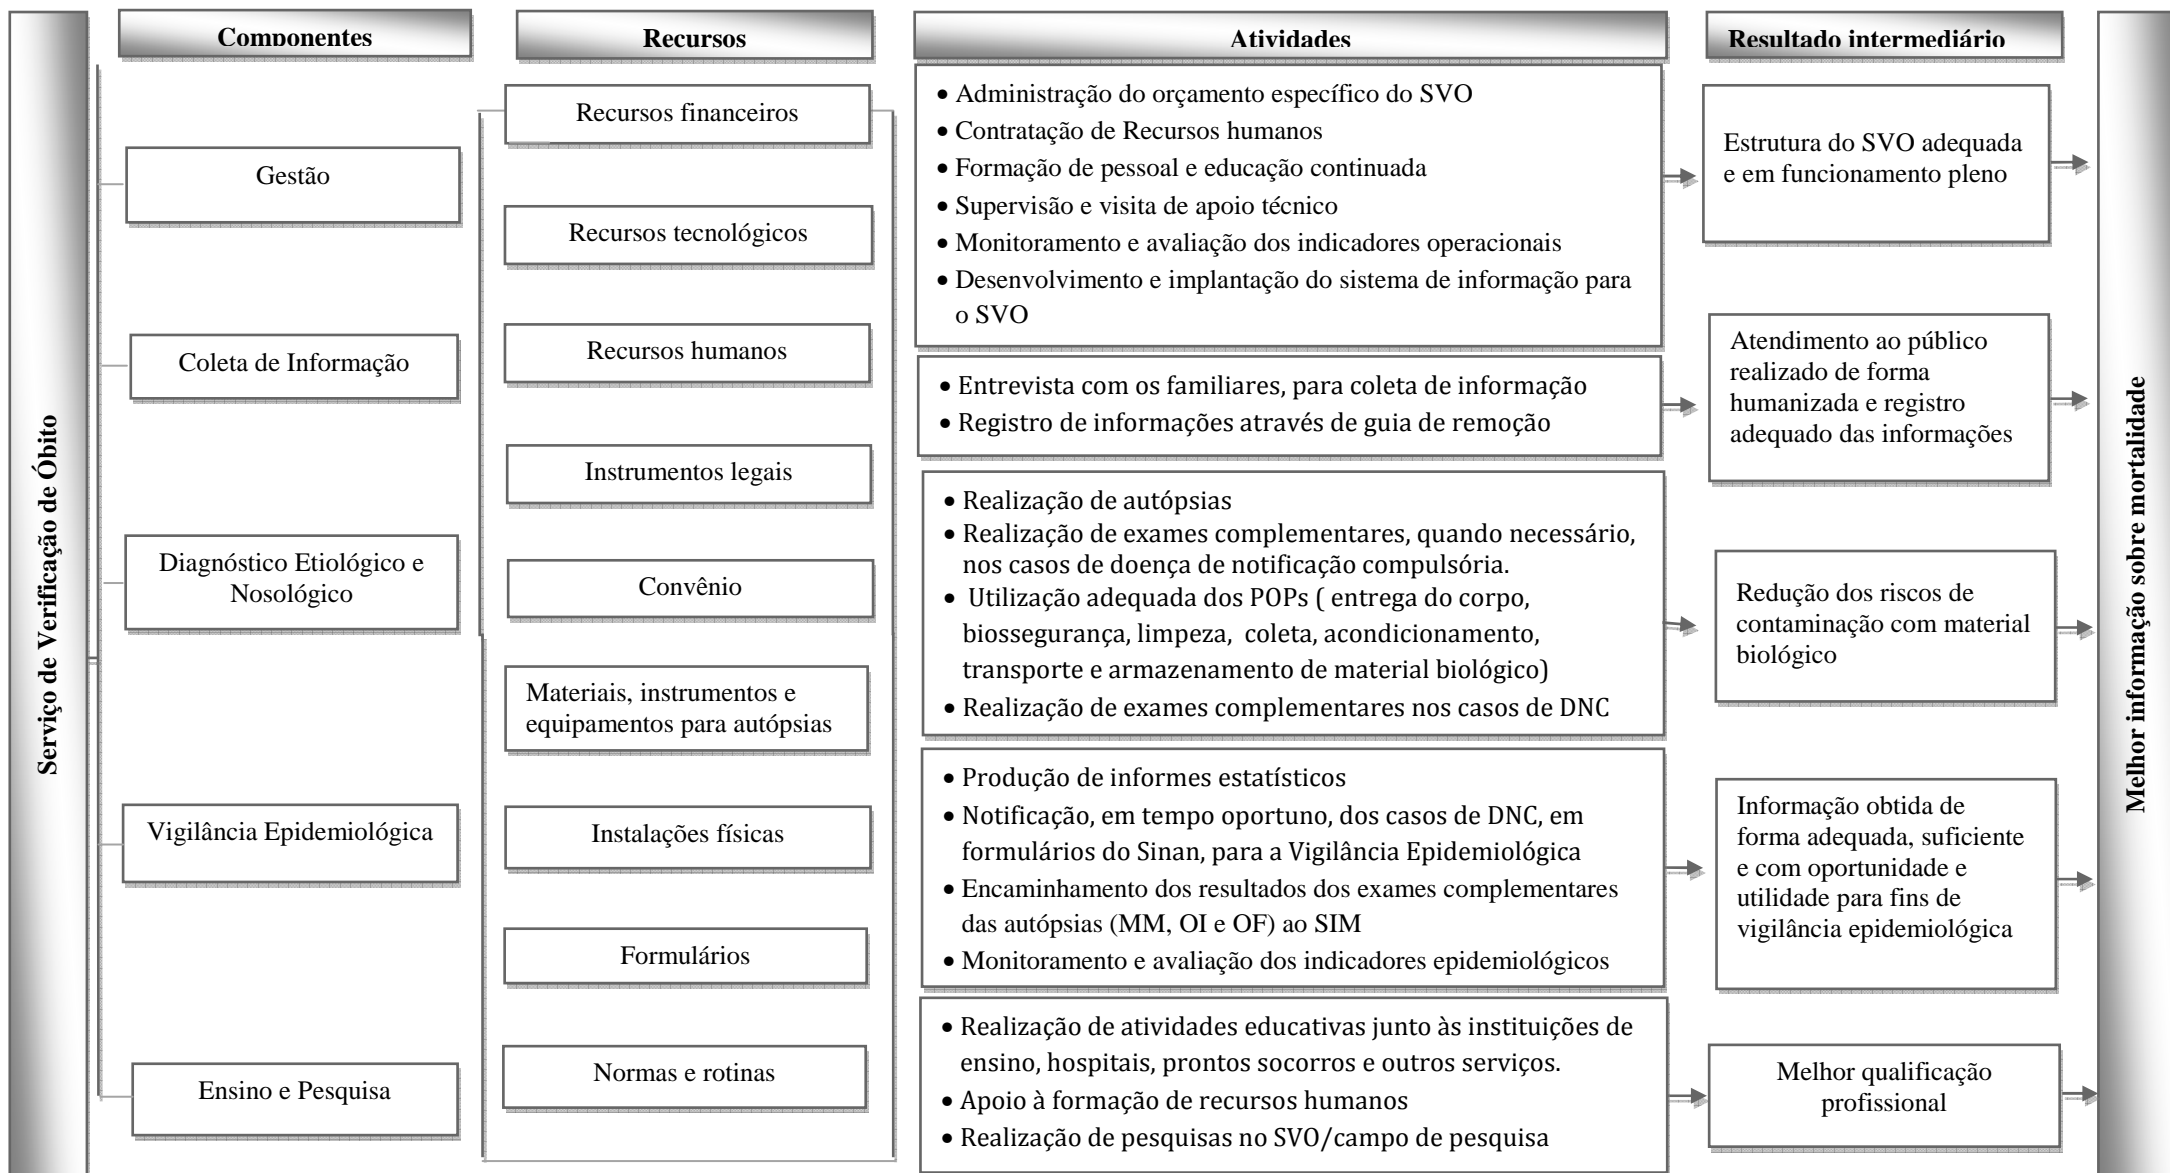 Serviço de Verificação de Óbito
Componentes
Gestão
Coleta de Informação
Diagnóstico Etiológico e
Nosológico
Vigilância Epidemiológica
Ensino e Pesquisa
Recursos
Recursos financeiros
Recursos tecnológicos
Recursos humanos
Instrumentos legais
Convênio
Materiais, instrumentos e
equipamentos para autópsias
Instalações físicas
Formulários
Normas e rotinas
Atividades
• Administração do orçamento específico do SVO
• Contratação de Recursos humanos
• Formação de pessoal e educação continuada
• Supervisão e visita de apoio técnico
• Monitoramento e avaliação dos indicadores operacionais
• Desenvolvimento e implantação do sistema de informação para
o SVO
• Entrevista com os familiares, para coleta de informação
• Registro de informações através de guia de remoção
• Realização de autópsias
• Realização de exames complementares, quando necessário,
nos casos de doença de notificação compulsória.
• Utilização adequada dos POPs ( entrega do corpo,
biossegurança, limpeza, coleta, acondicionamento,
transporte e armazenamento de material biológico)
• Realização de exames complementares nos casos de DNC
• Produção de informes estatísticos
• Notificação, em tempo oportuno, dos casos de DNC, em
formulários do Sinan, para a Vigilância Epidemiológica
• Encaminhamento dos resultados dos exames complementares
das autópsias (MM, OI e OF) ao SIM
• Monitoramento e avaliação dos indicadores epidemiológicos
• Realização de atividades educativas junto às instituições de
ensino, hospitais, prontos socorros e outros serviços.
• Apoio à formação de recursos humanos
• Realização de pesquisas no SVO/campo de pesquisa
Resultado intermediário
Estrutura do SVO adequada
e em funcionamento pleno
Atendimento ao público
realizado de forma
humanizada e registro
adequado das informações
Redução dos riscos de
contaminação com material
biológico
Informação obtida de
forma adequada, suficiente
e com oportunidade e
utilidade para fins de
vigilância epidemiológica
Melhor qualificação
profissional
Melhor informação sobre mortalidade